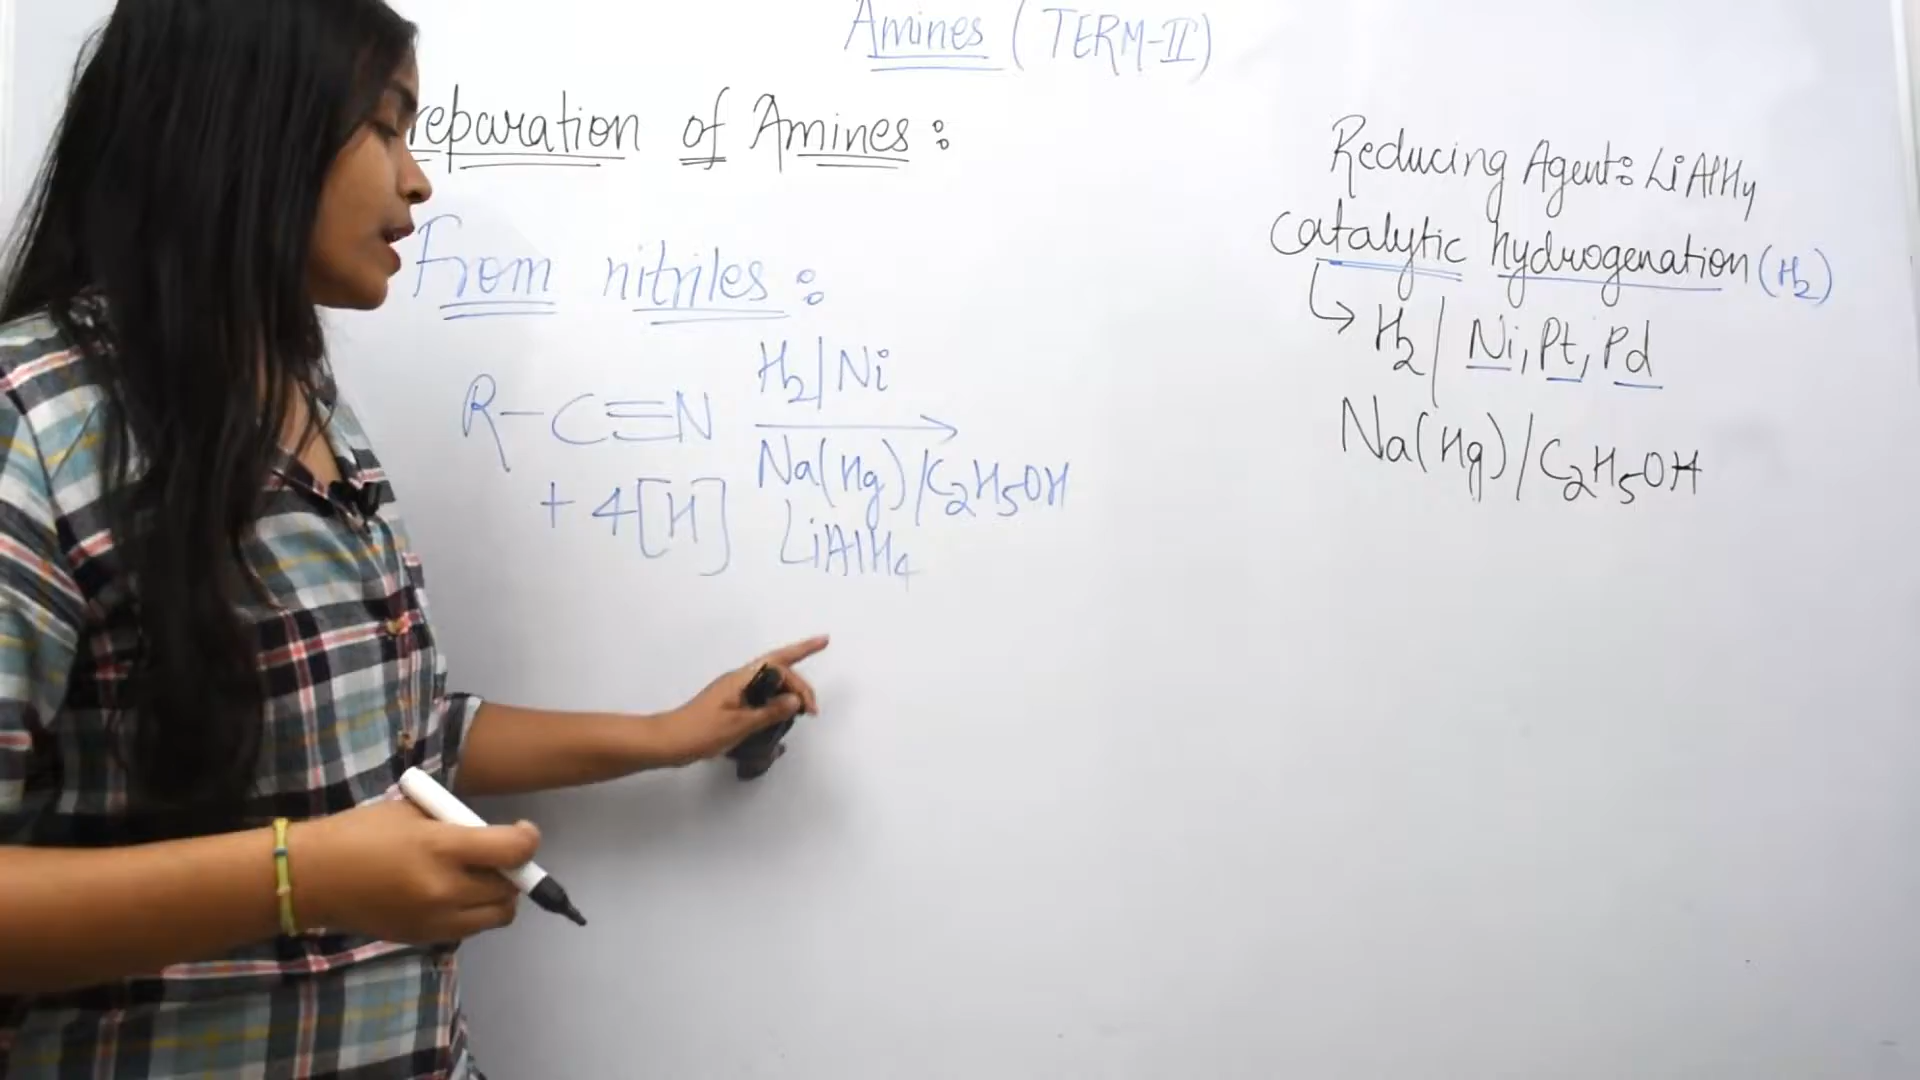 Amines (TERM-II)
reparation of Amines:
From nitriles:
R-C≡N H₂/Ni
+ 4[H] Na(Hg)/C₂H₅OH
LiAlH₄
Reducing Agent: LiAlH₄
Catalytic hydrogenation (H₂)
↳ H₂/Ni, Pt, Pd
Na(Hg)/C₂H₅OH